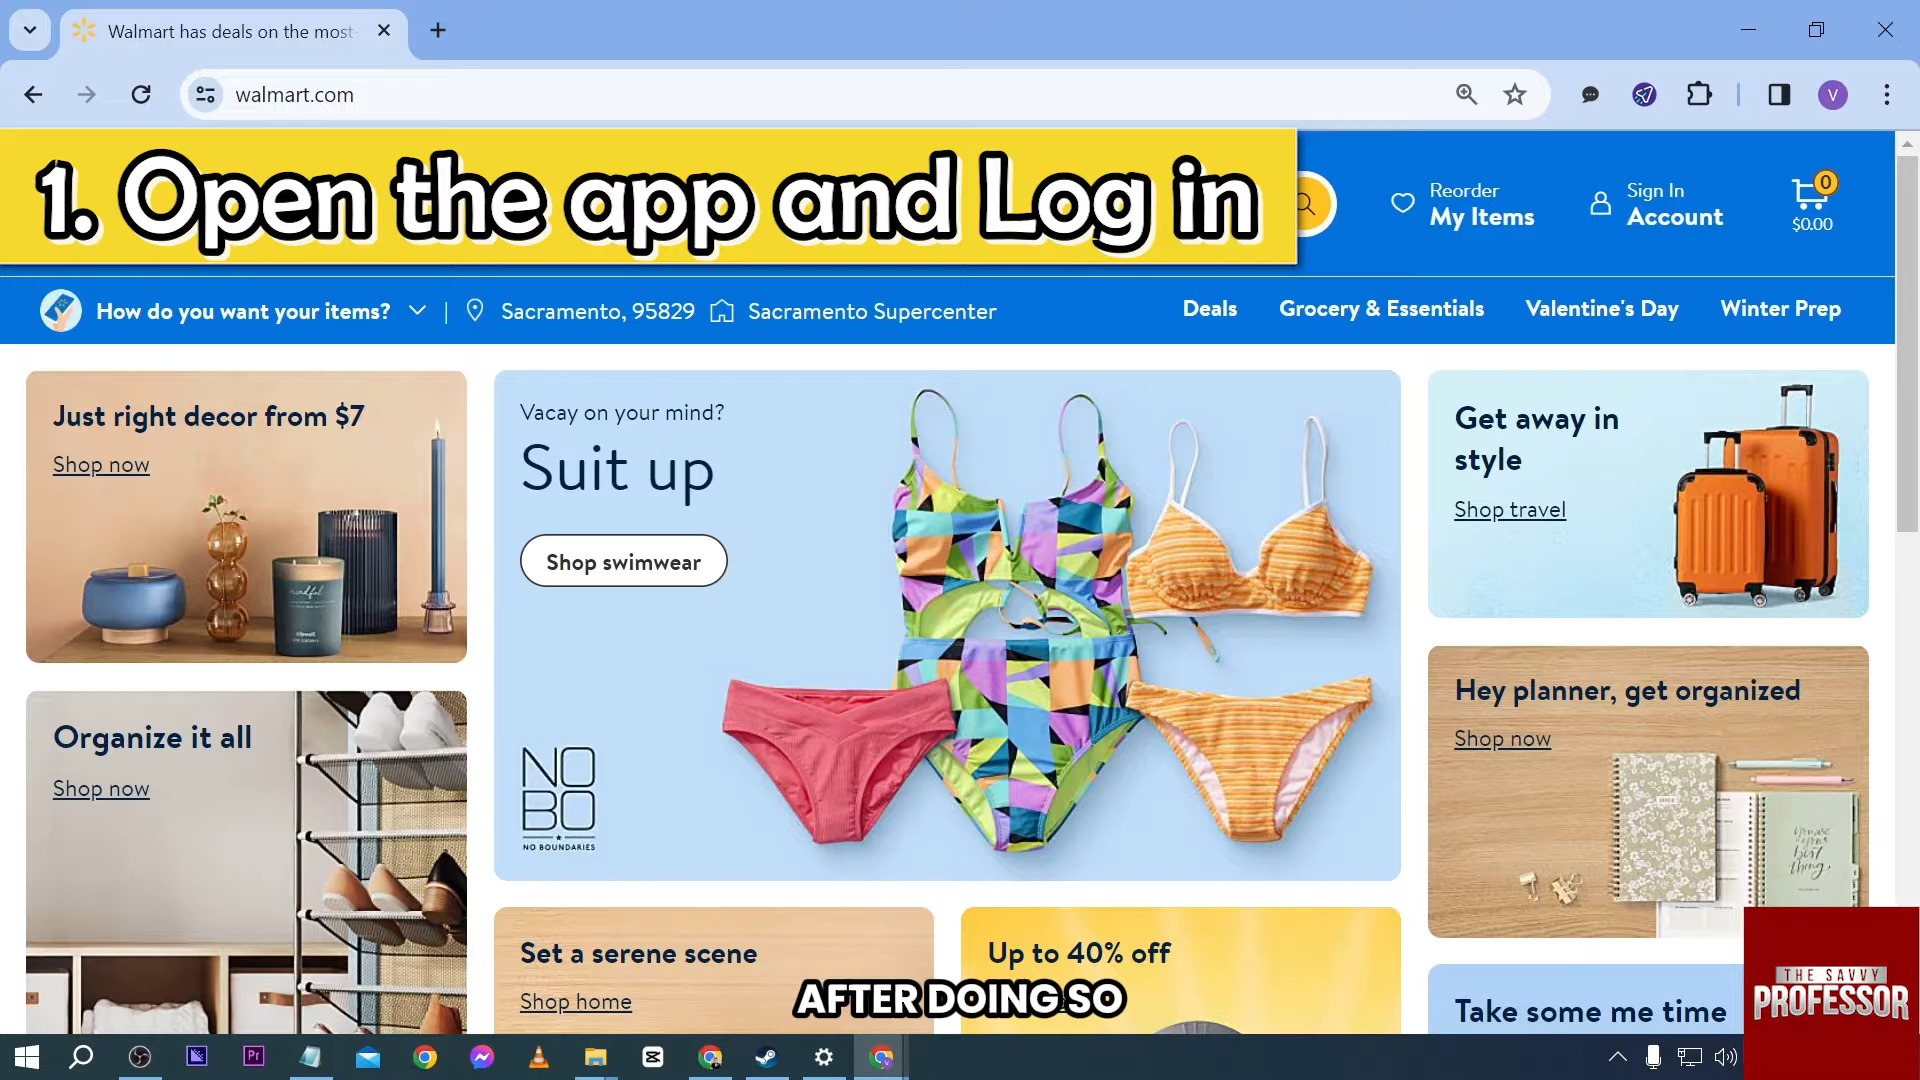 Walmart has deals on the most
walmart.com
V
1. Open the app and Log in
Reorder
My Items
Sign In
Account
0
$0.00
How do you want your items?
Sacramento, 95829
Sacramento Supercenter
Deals
Grocery & Essentials
Valentine's Day
Winter Prep
Just right decor from $7
Shop now
mindful
Vacay on your mind?
Suit up
Shop swimwear
NO
BO
NO BOUNDARIES
Get away in
style
Shop travel
Organize it all
Shop now
Hey planner, get organized
Shop now
Set a serene scene
Shop home
Up to 40% off
Take some me time
AFTER DOING SO
THE SAVVY
PROFESSOR
Pr